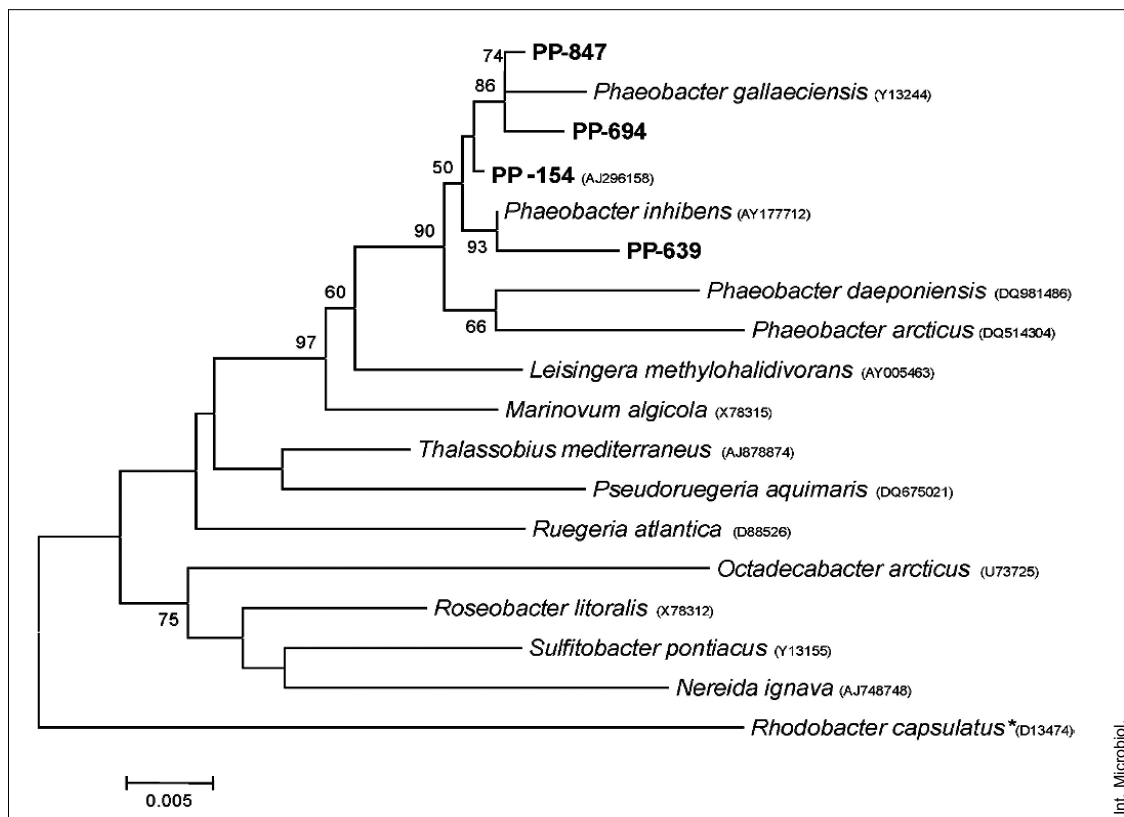 74
PP-847
86
Phaeobacter gallaeciensis (Y13244)
PP-694
50
PP -154 (AJ296158)
Phaeobacter inhibens (AY177712)
90
93
PP-639
60
Phaeobacter daeponiensis (DQ981486)
66
Phaeobacter arcticus (DQ514304)
97
Leisingera methylohalidivorans (AY005463)
Marinovum algicola (X78315)
Thalassobius mediterraneus (AJ878874)
Pseudoruegeria aquimaris (DQ675021)
Ruegeria atlantica (D88526)
Octadecabacter arcticus (U73725)
75
Roseobacter litoralis (X78312)
Sulfitobacter pontiacus (Y13155)
Nereida ignava (AJ748748)
Rhodobacter capsulatus*(D13474)
0.005
Int. Microbiol.